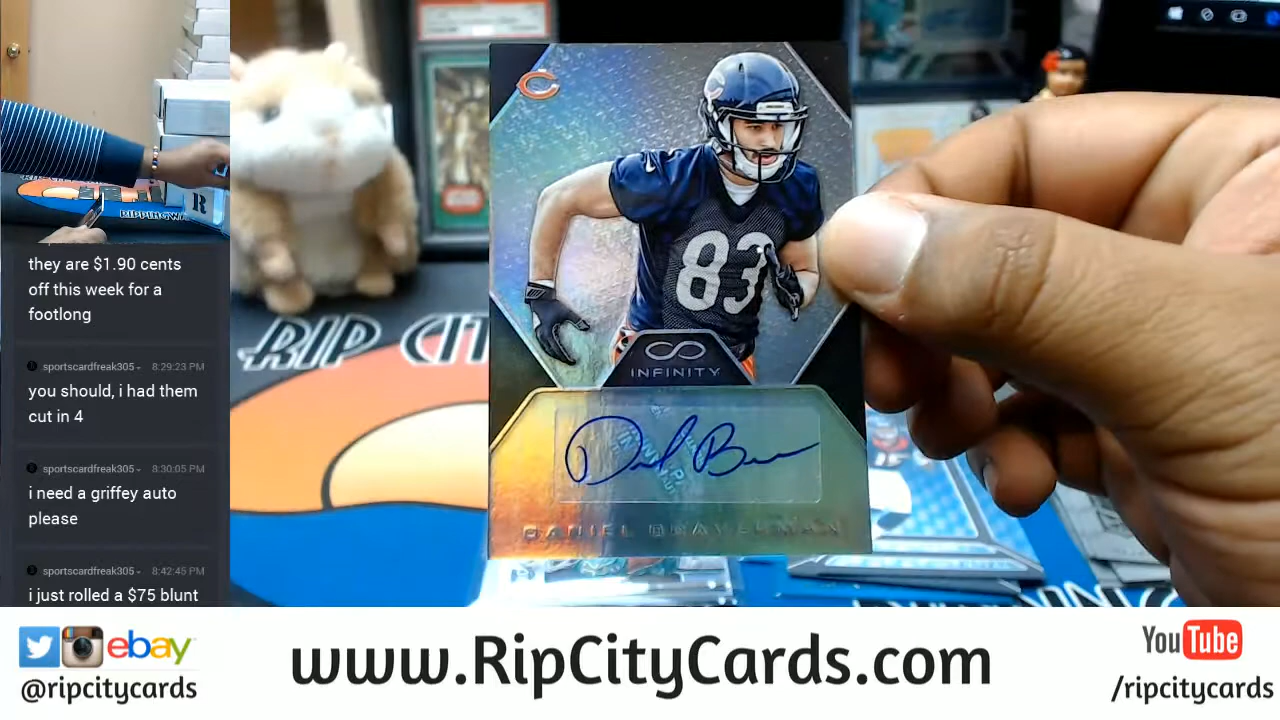 they are $1.90 cents
off this week for a
footlong
sportscardfreak305 - 8:29:23 PM
you should, i had them
cut in 4
sportscardfreak305 - 8:30:05 PM
i need a griffey auto
please
sportscardfreak305 - 8:42:45 PM
i just rolled a $75 blunt
RIP CIT
83
INFINITY
DANIEL BRAVERMAN
ebay
@ripcitycards
www.RipCityCards.com
YouTube
/ripcitycards